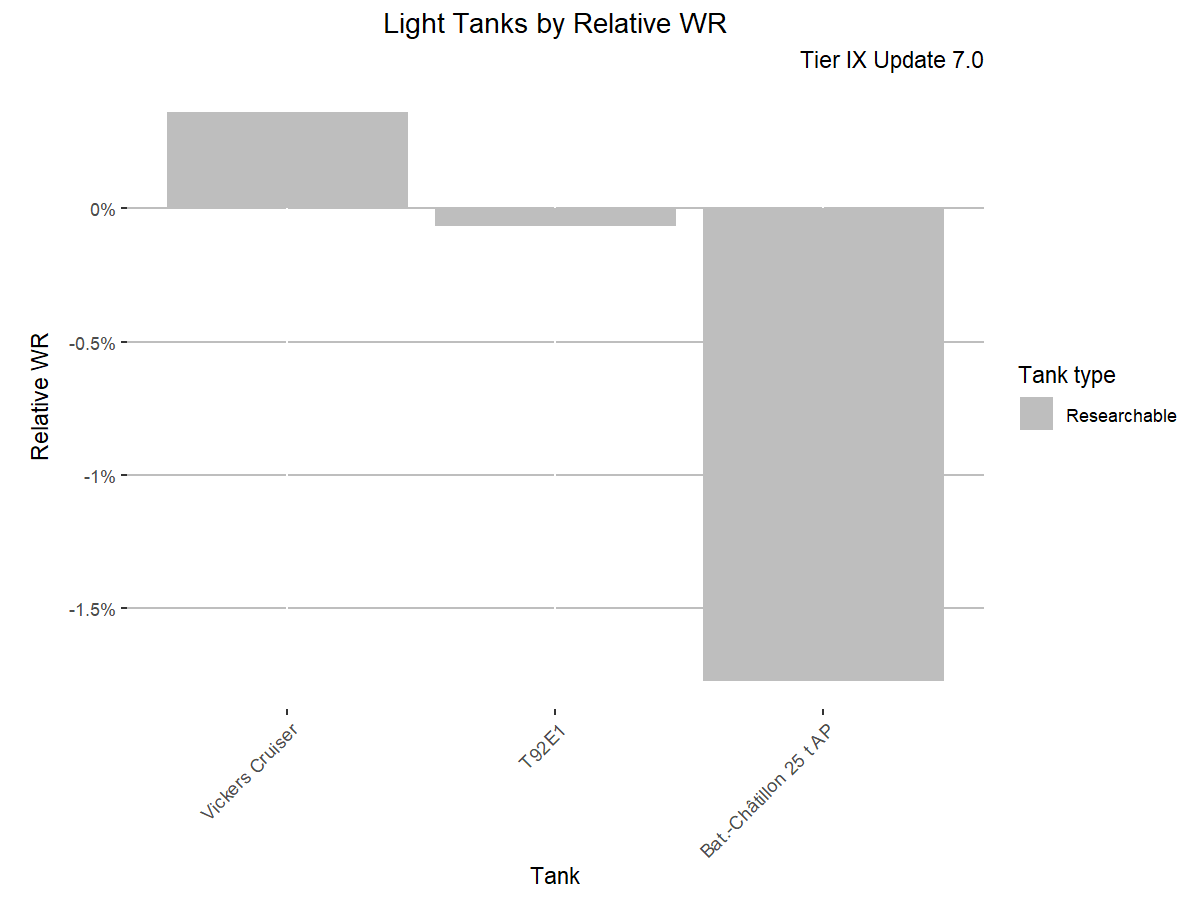 Light Tanks by Relative WR
Tier IX Update 7.0
0%
-0.5%
-1%
-1.5%
Relative WR
Vickers Cruiser
T92E1
Bat.-Châtillon 25 t AP
Tank
Tank type
Researchable